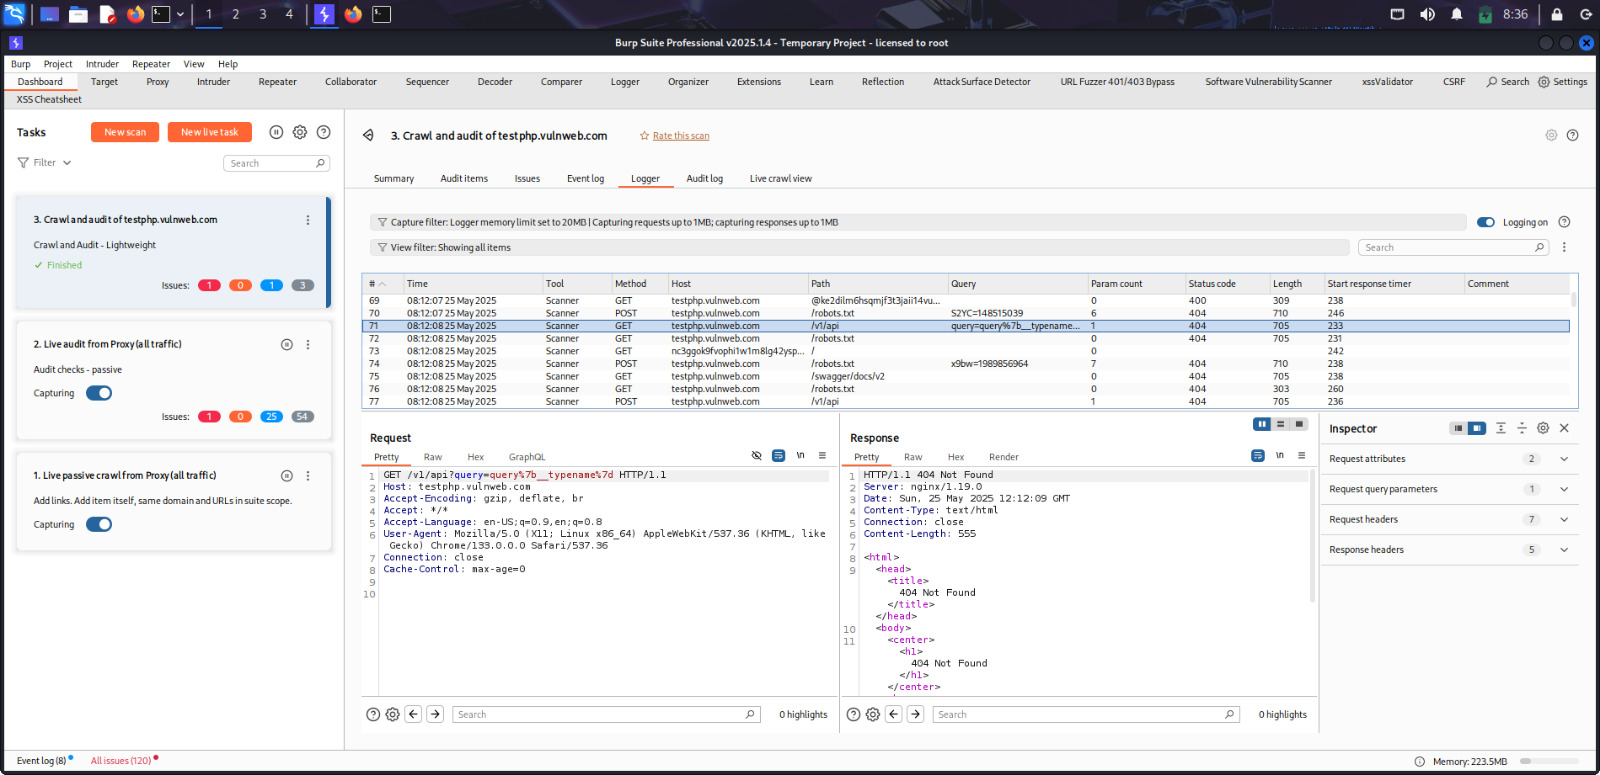 1 2 3 4 8:36
Burp Suite Professional v2025.1.4 - Temporary Project - licensed to root
Burp Project Intruder Repeater View Help
Dashboard Target Proxy Intruder Repeater Collaborator Sequencer Decoder Comparer Logger Organizer Extensions Learn Reflection Attack Surface Detector URL Fuzzer 401/403 Bypass Software Vulnerability Scanner xssValidator CSRF Search Settings
XSS Cheatsheet
Tasks New scan New live task
Filter Search
3. Crawl and audit of testphp.vulnweb.com
Crawl and Audit - Lightweight
Finished
Issues: 1 0 1 3
2. Live audit from Proxy (all traffic)
Audit checks - passive
Capturing
Issues: 1 0 25 54
1. Live passive crawl from Proxy (all traffic)
Add links. Add item itself, same domain and URLs in suite scope.
Capturing
3. Crawl and audit of testphp.vulnweb.com Rate this scan
Summary Audit items Issues Event log Logger Audit log Live crawl view
Capture filter: Logger memory limit set to 20MB | Capturing requests up to 1MB; capturing responses up to 1MB Logging on
View filter: Showing all items Search
# Time Tool Method Host Path Query Param count Status code Length Start response timer Comment
69 08:12:07 25 May 2025 Scanner GET testphp.vulnweb.com @ke2dilm6hsqmjf3t3jaii14vu... 0 400 309 238
70 08:12:07 25 May 2025 Scanner POST testphp.vulnweb.com /robots.txt S2YC=148515039 6 404 710 246
71 08:12:08 25 May 2025 Scanner GET testphp.vulnweb.com /v1/api query=query%7b__typename... 1 404 705 233
72 08:12:08 25 May 2025 Scanner GET testphp.vulnweb.com /robots.txt 0 404 705 231
73 08:12:08 25 May 2025 Scanner GET nc3ggok9fvophi1w1m8lg42ysp... / 0 242
74 08:12:08 25 May 2025 Scanner POST testphp.vulnweb.com /robots.txt x9bw=1989856964 7 404 710 238
75 08:12:08 25 May 2025 Scanner GET testphp.vulnweb.com /swagger/docs/v2 0 404 705 238
76 08:12:08 25 May 2025 Scanner GET testphp.vulnweb.com /robots.txt 0 404 303 260
77 08:12:08 25 May 2025 Scanner POST testphp.vulnweb.com /v1/api 1 404 705 236
Request
Pretty Raw Hex GraphQL \n
1 GET /v1/api?query=query%7b__typename%7d HTTP/1.1
2 Host: testphp.vulnweb.com
3 Accept-Encoding: gzip, deflate, br
4 Accept: */*
5 Accept-Language: en-US;q=0.9,en;q=0.8
6 User-Agent: Mozilla/5.0 (X11; Linux x86_64) AppleWebKit/537.36 (KHTML, like
Gecko) Chrome/133.0.0.0 Safari/537.36
7 Connection: close
8 Cache-Control: max-age=0
9
10
Search 0 highlights
Response
Pretty Raw Hex Render \n
1 HTTP/1.1 404 Not Found
2 Server: nginx/1.19.0
3 Date: Sun, 25 May 2025 12:12:09 GMT
4 Content-Type: text/html
5 Connection: close
6 Content-Length: 555
7
8 <html>
9 <head>
<title>
404 Not Found
</title>
</head>
10 <body>
11 <center>
<h1>
404 Not Found
</h1>
</center>
Search 0 highlights
Inspector
Request attributes 2
Request query parameters 1
Request headers 7
Response headers 5
Event log (8) All issues (120) Memory: 223.5MB